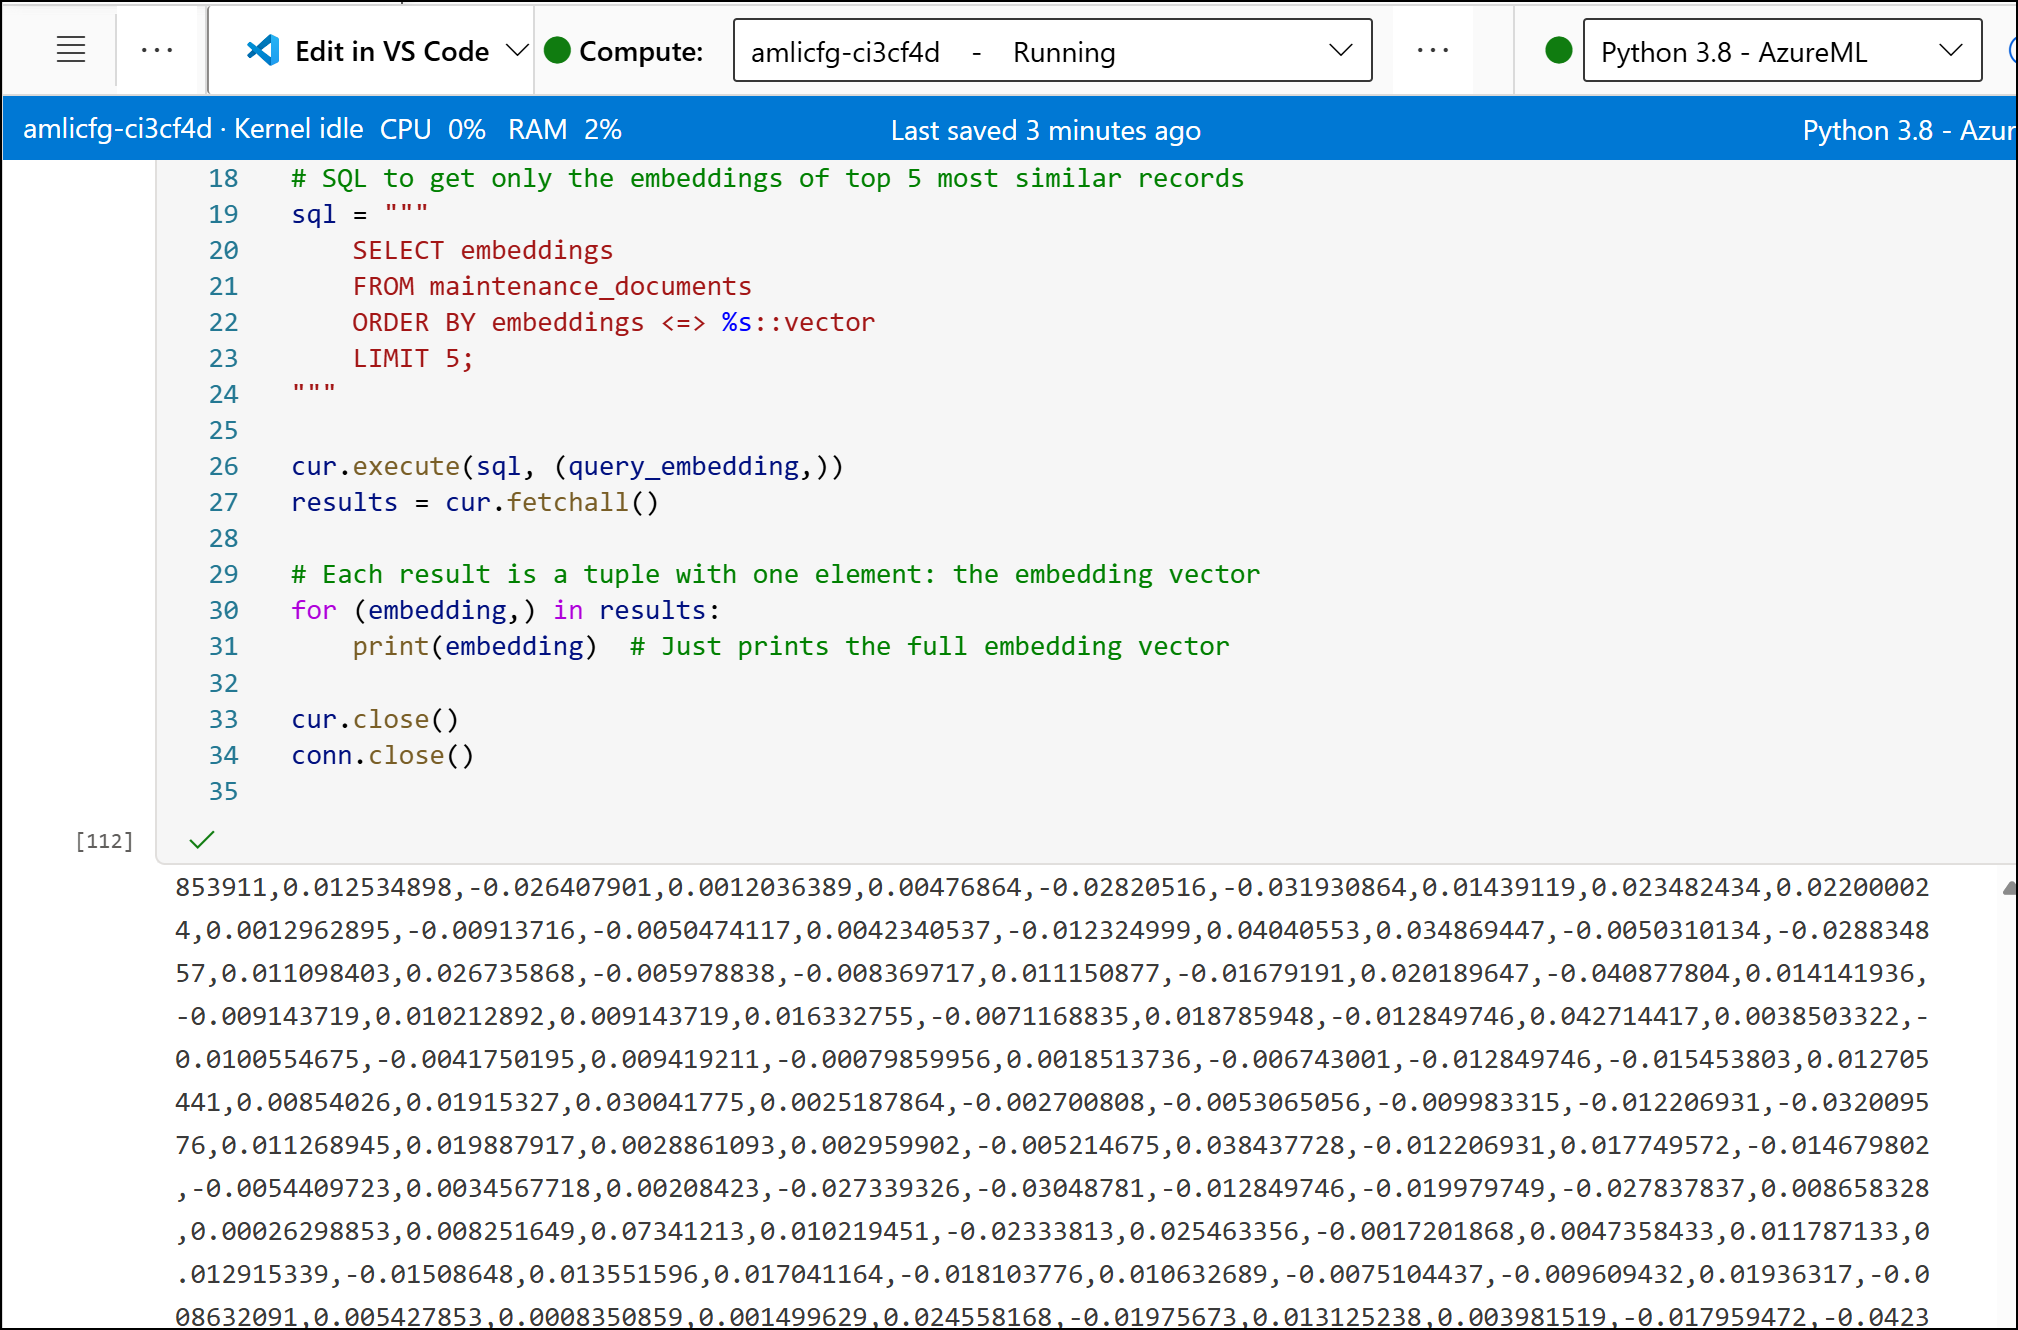 Edit in VS Code
Compute:
amlicfg-ci3cf4d - Running
Python 3.8 - AzureML
amlicfg-ci3cf4d · Kernel idle CPU 0% RAM 2%
Last saved 3 minutes ago
Python 3.8 - Azur
18 # SQL to get only the embeddings of top 5 most similar records
19 sql = """
20     SELECT embeddings
21     FROM maintenance_documents
22     ORDER BY embeddings <=> %s::vector
23     LIMIT 5;
24 """
25
26 cur.execute(sql, (query_embedding,))
27 results = cur.fetchall()
28
29 # Each result is a tuple with one element: the embedding vector
30 for (embedding,) in results:
31     print(embedding)  # Just prints the full embedding vector
32
33 cur.close()
34 conn.close()
35
[112]
853911,0.012534898,-0.026407901,0.0012036389,0.00476864,-0.02820516,-0.031930864,0.01439119,0.023482434,0.02200002
4,0.0012962895,-0.00913716,-0.0050474117,0.0042340537,-0.012324999,0.04040553,0.034869447,-0.0050310134,-0.0288348
57,0.011098403,0.026735868,-0.005978838,-0.008369717,0.011150877,-0.01679191,0.020189647,-0.040877804,0.014141936,
-0.009143719,0.010212892,0.009143719,0.016332755,-0.0071168835,0.018785948,-0.012849746,0.042714417,0.0038503322,-
0.0100554675,-0.0041750195,0.009419211,-0.00079859956,0.0018513736,-0.006743001,-0.012849746,-0.015453803,0.012705
441,0.00854026,0.01915327,0.030041775,0.0025187864,-0.002700808,-0.0053065056,-0.009983315,-0.012206931,-0.0320095
76,0.011268945,0.019887917,0.0028861093,0.002959902,-0.005214675,0.038437728,-0.012206931,0.017749572,-0.014679802
,-0.0054409723,0.0034567718,0.00208423,-0.027339326,-0.03048781,-0.012849746,-0.019979749,-0.027837837,0.008658328
,0.00026298853,0.008251649,0.07341213,0.010219451,-0.02333813,0.025463356,-0.0017201868,0.0047358433,0.011787133,0
.012915339,-0.01508648,0.013551596,0.017041164,-0.018103776,0.010632689,-0.0075104437,-0.009609432,0.01936317,-0.0
08632091,0.005427853,0.0008350859,0.001499629,0.024558168,-0.01975673,0.013125238,0.003981519,-0.017959472,-0.0423